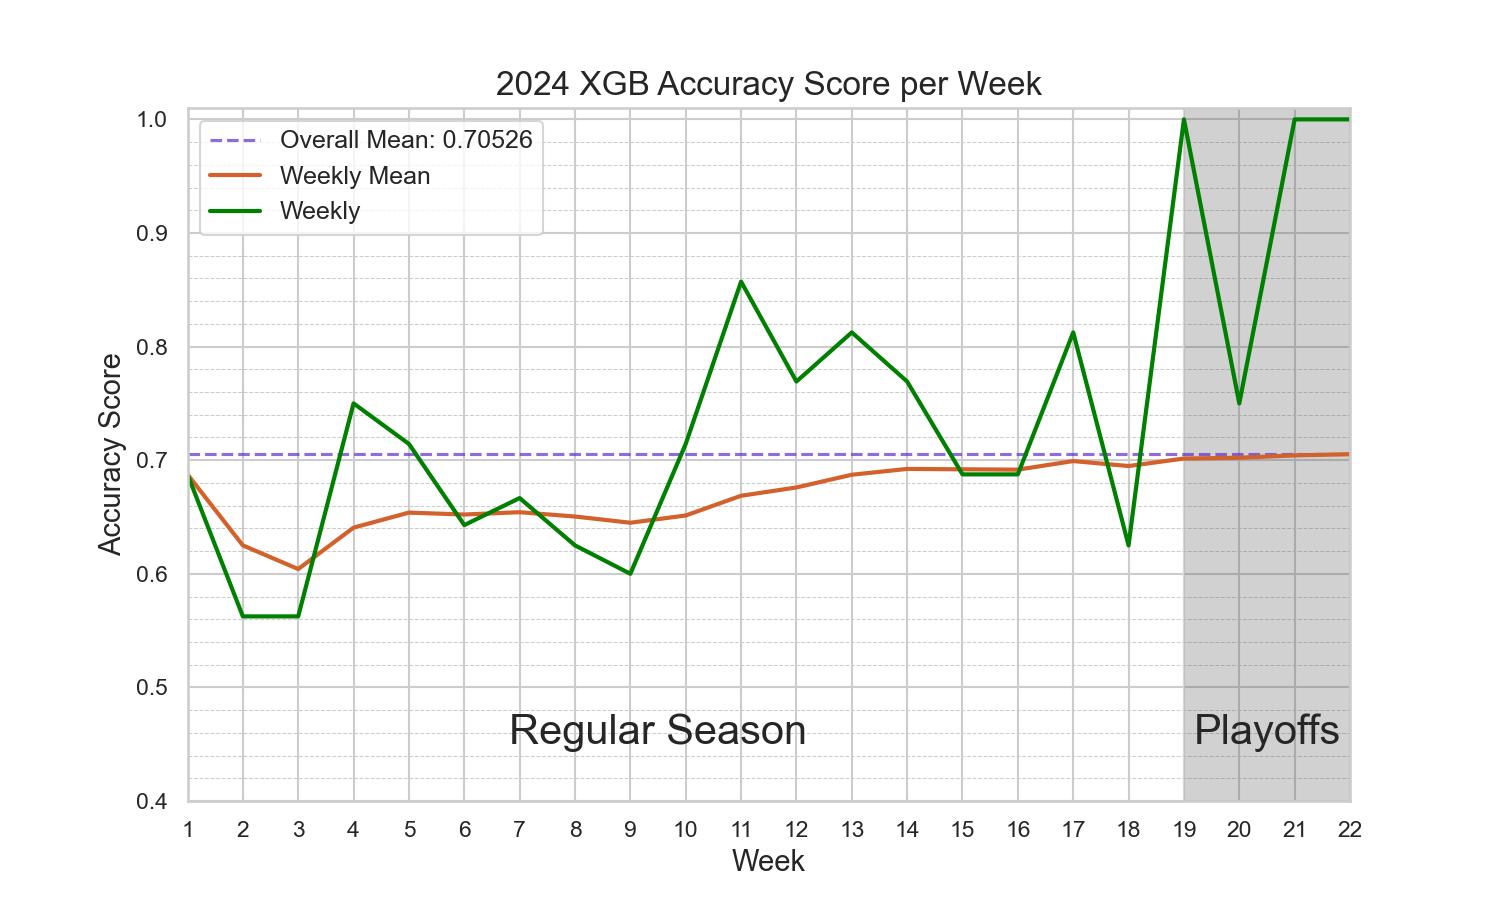 2024 XGB Accuracy Score per Week
Overall Mean: 0.70526
Weekly Mean
Weekly
Accuracy Score
1.0
0.9
0.8
0.7
0.6
0.5
0.4
Regular Season
Playoffs
1 2 3 4 5 6 7 8 9 10 11 12 13 14 15 16 17 18 19 20 21 22
Week